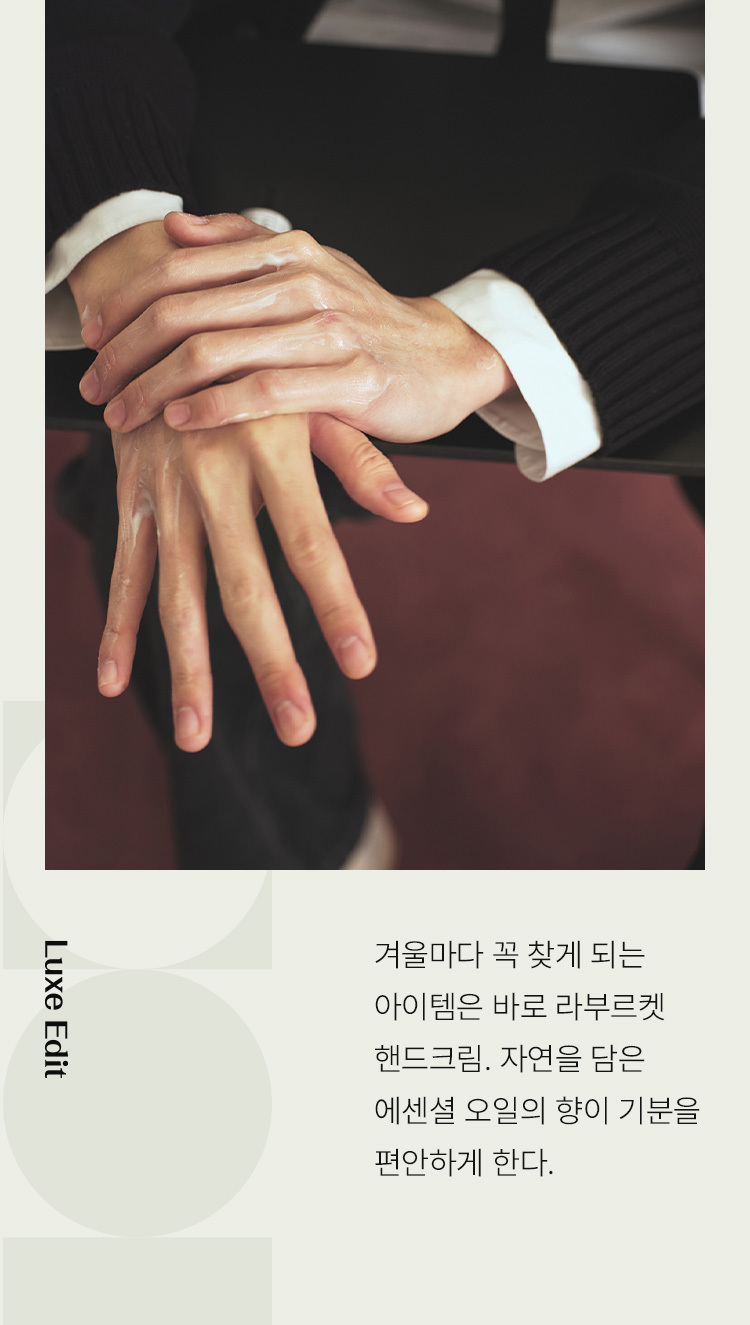 Luxe Edit
겨울마다 꼭 찾게 되는
아이템은 바로 라부르켓
핸드크림. 자연을 담은
에센셜 오일의 향이 기분을
편안하게 한다.